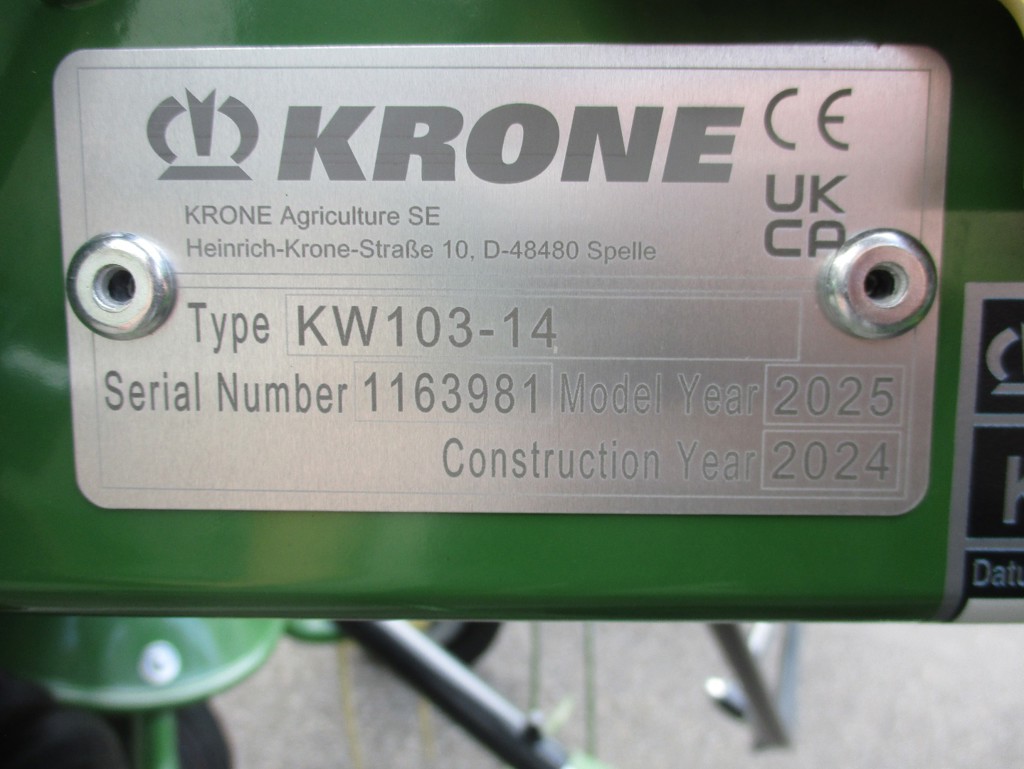 KRONE CE
UK
CA
KRONE Agriculture SE
Heinrich-Krone-Straße 10, D-48480 Spelle
Type KW103-14
Serial Number 1163981 Model Year 2025
Construction Year 2024